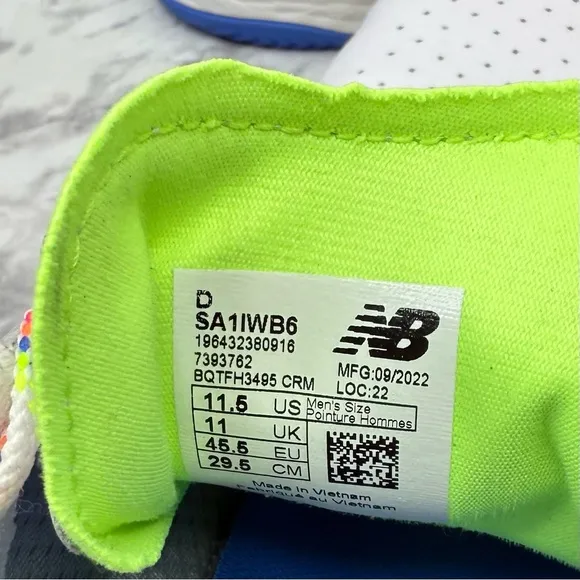 D
SA1IWB6
196432380916
7393762
BQTFH3495 CRM
NB
MFG:09/2022
LOC:22
11.5 US Men's Size
Pointure Hommes
11 UK
45.5 EU
29.5 CM
Made in Vietnam
Fabriqué au Vietnam